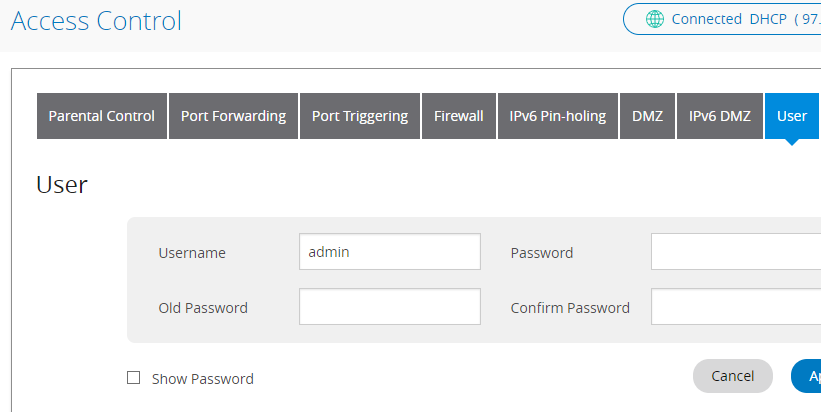 Access Control
Connected DHCP ( 97.
Parental Control Port Forwarding Port Triggering Firewall IPv6 Pin-holing DMZ IPv6 DMZ User
User
Username admin Password
Old Password Confirm Password
Show Password Cancel Ap